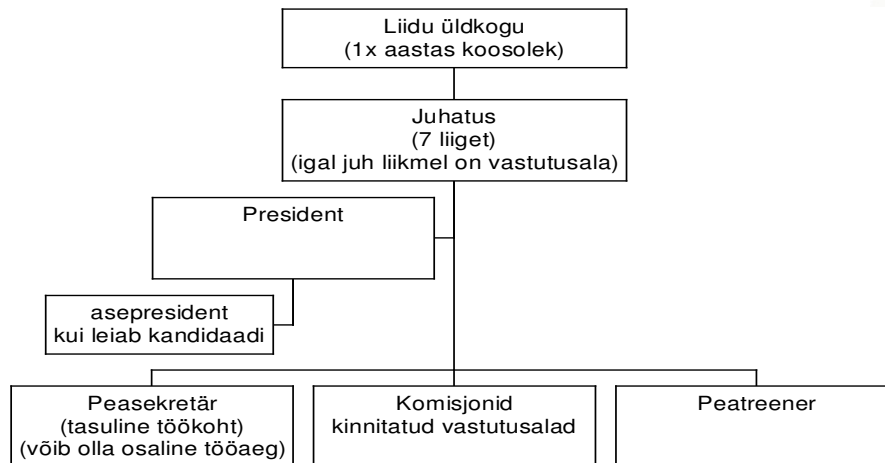 Liidu üldkogu
(1x aastas koosolek)
Juhatus
(7 liiget)
(igal juh liikmel on vastutusala)
President
asepresident
kui leiab kandidaadi
Peasekretär
(tasuline töökoht)
(võib olla osaline tööaeg)
Komisjonid
kinnitatud vastutusalad
Peatreener